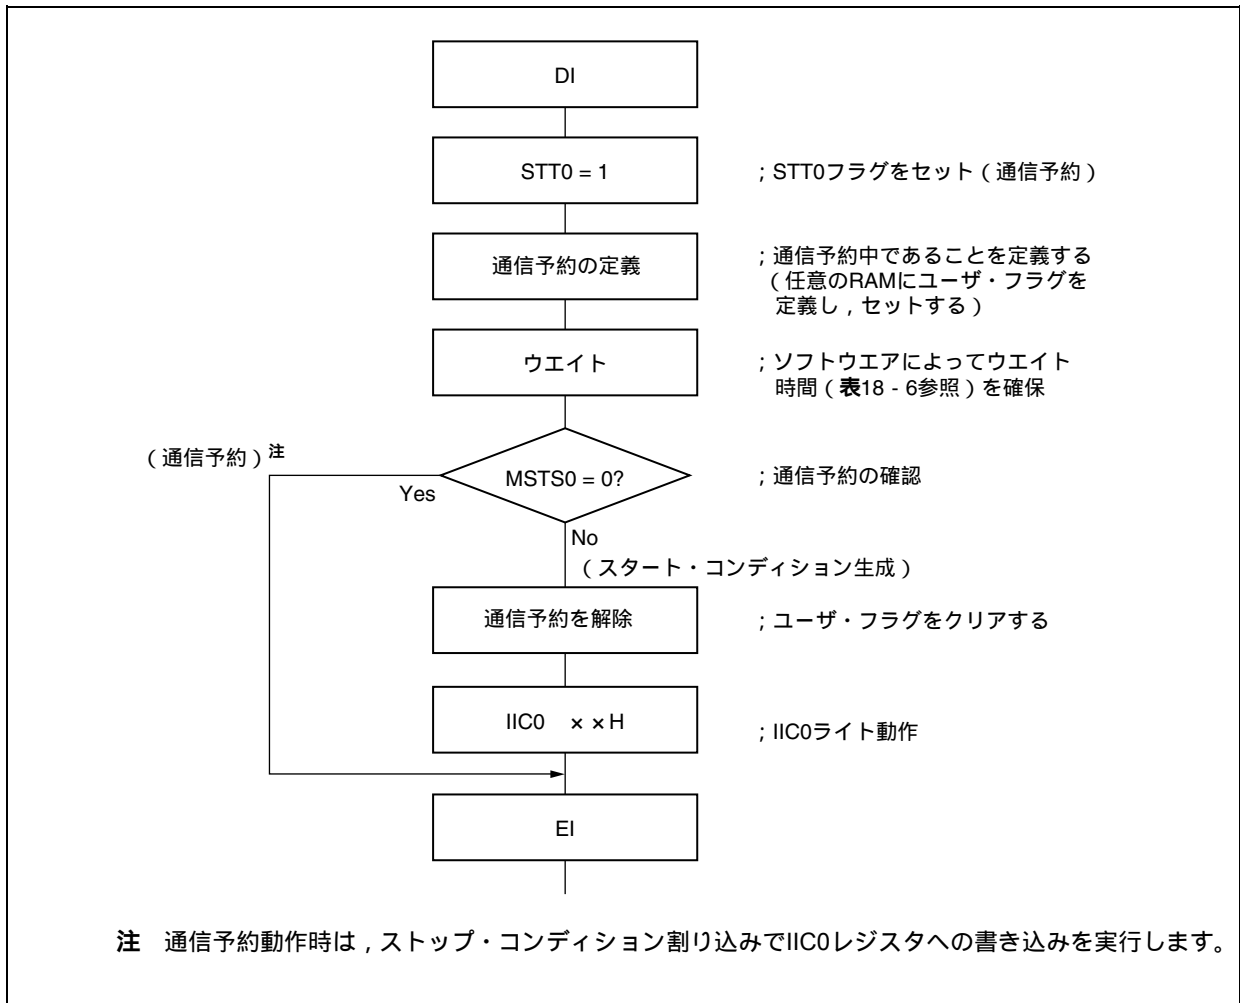 DI
STT0 = 1
；STT0フラグをセット（通信予約）
通信予約の定義
；通信予約中であることを定義する
（任意のRAMにユーザ・フラグを
定義し，セットする）
ウエイト
；ソフトウエアによってウエイト
時間（表18 - 6参照）を確保
（通信予約）注
MSTS0 = 0?
；通信予約の確認
Yes
No
（スタート・コンディション生成）
通信予約を解除
；ユーザ・フラグをクリアする
IIC0　××H
；IIC0ライト動作
EI
注　通信予約動作時は，ストップ・コンディション割り込みでIIC0レジスタへの書き込みを実行します。